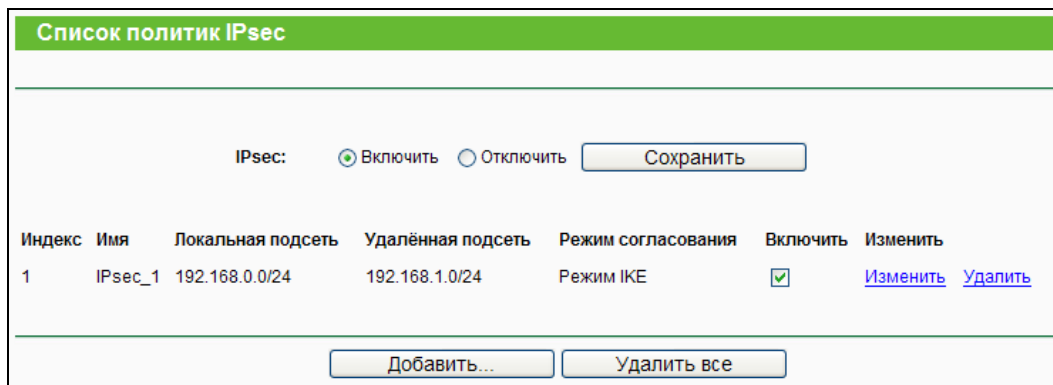 Список политик IPsec
IPsec: Включить Отключить Сохранить
Индекс Имя Локальная подсеть Удалённая подсеть Режим согласования Включить Изменить
1 IPsec_1 192.168.0.0/24 192.168.1.0/24 Режим IKE Изменить Удалить
Добавить... Удалить все